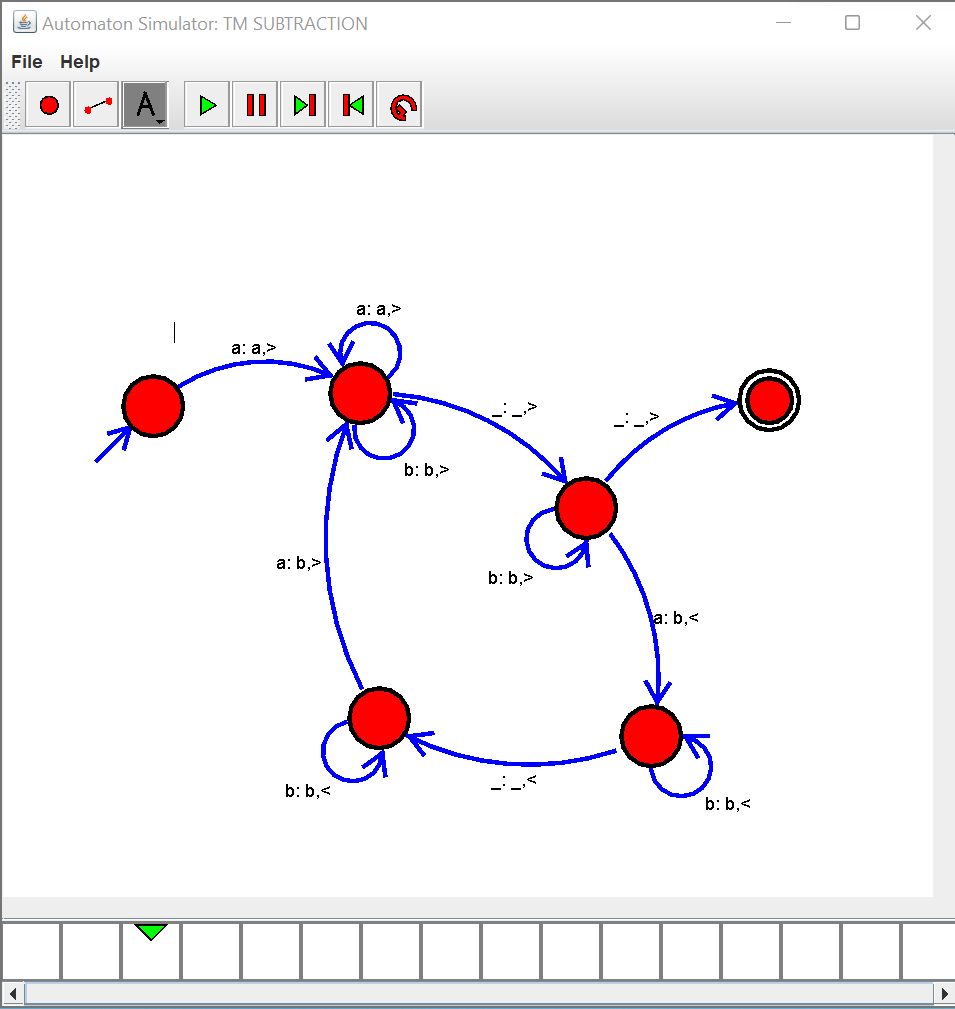 Automaton Simulator: TM SUBTRACTION
File Help
A
a: a,>
a: a,>
_: _,>
_: _,>
b: b,>
b: b,>
a: b,>
a: b,<
_: _,<
b: b,<
b: b,<